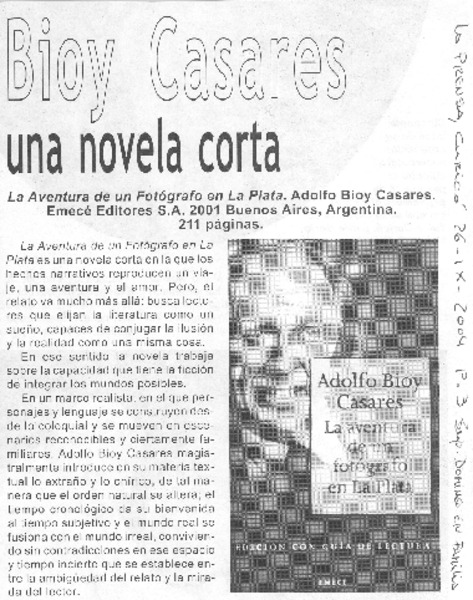 Bioy Casares
una novela corta
La Aventura de un Fotógrafo en La Plata. Adolfo Bioy Casares.
Emecé Editores S.A. 2001 Buenos Aires, Argentina.
211 páginas.
La Aventura de un Fotógrafo en La
Plata es una novela corta en la que los
hechos narrativos reproducen un via-
je, una aventura y el amor. Pero, el
relato va mucho más allá: busca lecto-
res que elijan la literatura como un
sueño, capaces de conjugar la ilusión
y la realidad como una misma cosa.
En ese sentido la novela trabaja
sobre la capacidad que tiene la ficción
de integrar los mundos posibles.
En un marco realista, en el que per-
sonajes y lenguaje se construyen des-
de lo coloquial y se mueven en esce-
narios reconocibles y ciertamente fa-
miliares, Adolfo Bioy Casares magis-
tralmente introduce en su materia tex-
tual lo extraño y lo onírico, de tal ma-
nera que el orden natural se altera; el
tiempo cronológico de su bienvenida
al tiempo subjetivo y el mundo real se
fusiona con el mundo irreal, convivien-
do sin contradicciones en ese espacio
y tiempo incierto que se establece en-
tre la ambigüedad del relato y la mira-
da del lector.
Adolfo Bioy
Casares
La aventura
de un
fotógrafo
en La Plata
EDICION CON GUIA DE LECTURA
EMECE
La PRENSA, Curicó 26-IX-2004 p. 3 Sup. Domingo en Familia